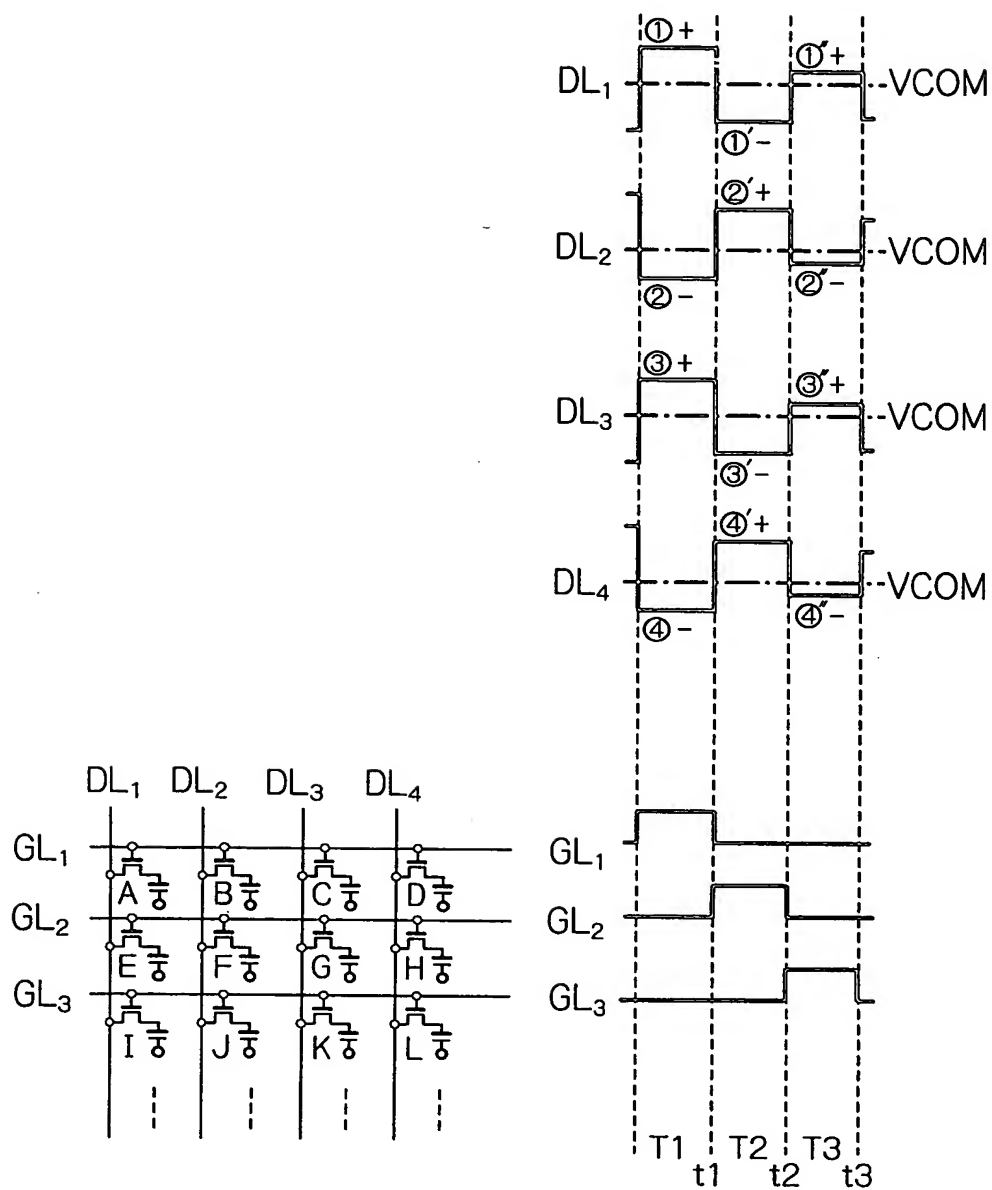 ①+ ①″+
DL₁ VCOM
①′−
②′+
DL₂ VCOM
②− ②″−
③+ ③″+
DL₃ VCOM
③′−
④′+
DL₄ VCOM
④− ④″−
DL₁ DL₂ DL₃ DL₄
GL₁
A B C D
GL₂
E F G H
GL₃
I J K L
GL₁
GL₂
GL₃
T1 T2 T3
t1 t2 t3